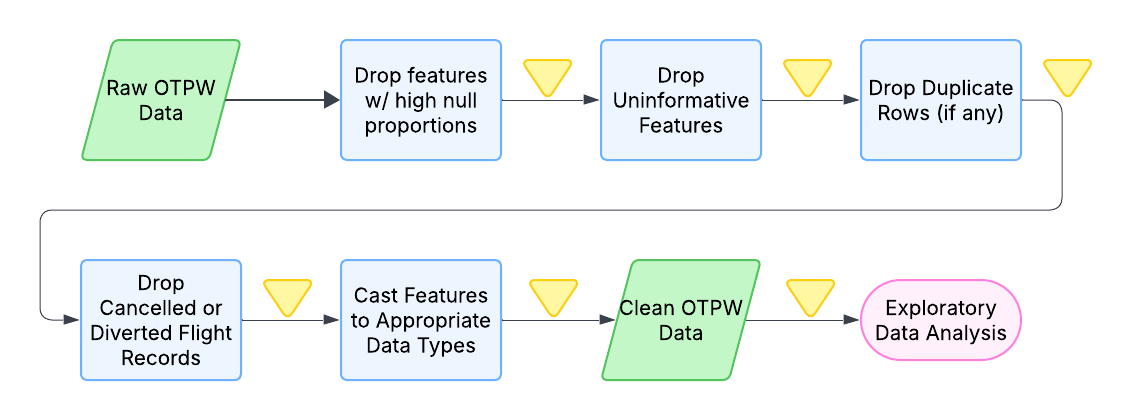 Raw OTPW
Data
Drop features
w/ high null
proportions
Drop
Uninformative
Features
Drop Duplicate
Rows (if any)
Drop
Cancelled or
Diverted Flight
Records
Cast Features
to Appropriate
Data Types
Clean OTPW
Data
Exploratory
Data Analysis